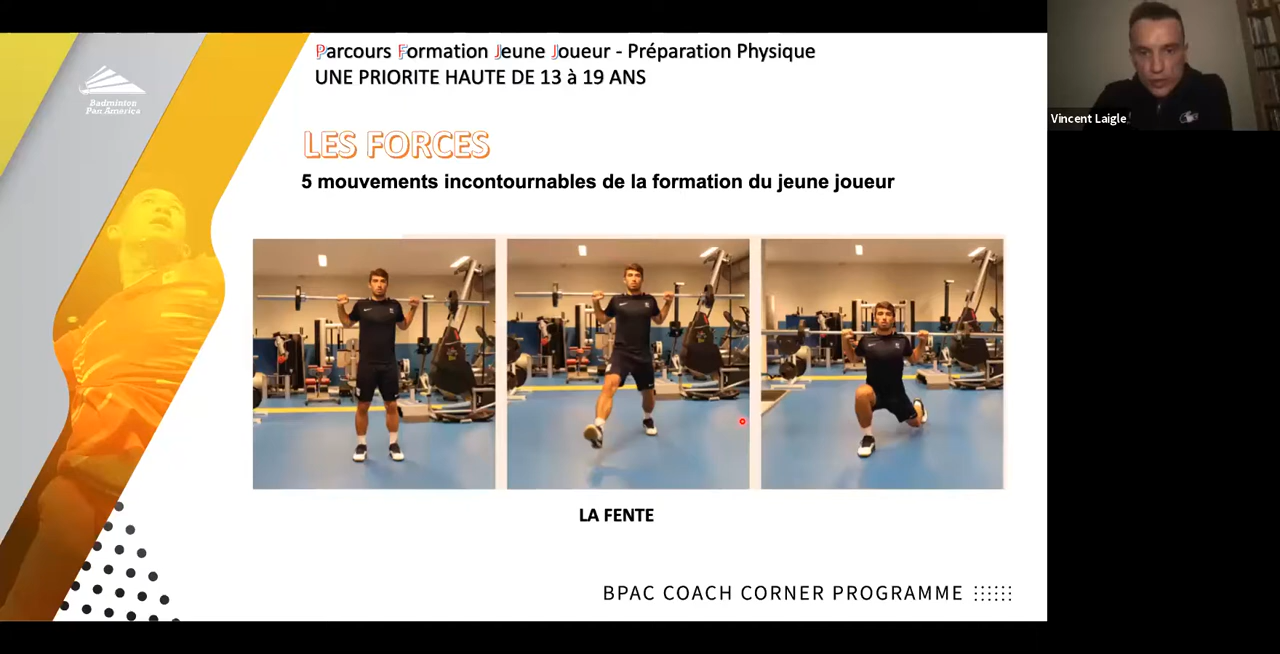 Parcours Formation Jeune Joueur - Préparation Physique
UNE PRIORITE HAUTE DE 13 à 19 ANS
Badminton
Pan America
LES FORCES
5 mouvements incontournables de la formation du jeune joueur
LA FENTE
BPAC COACH CORNER PROGRAMME
Vincent Laigle